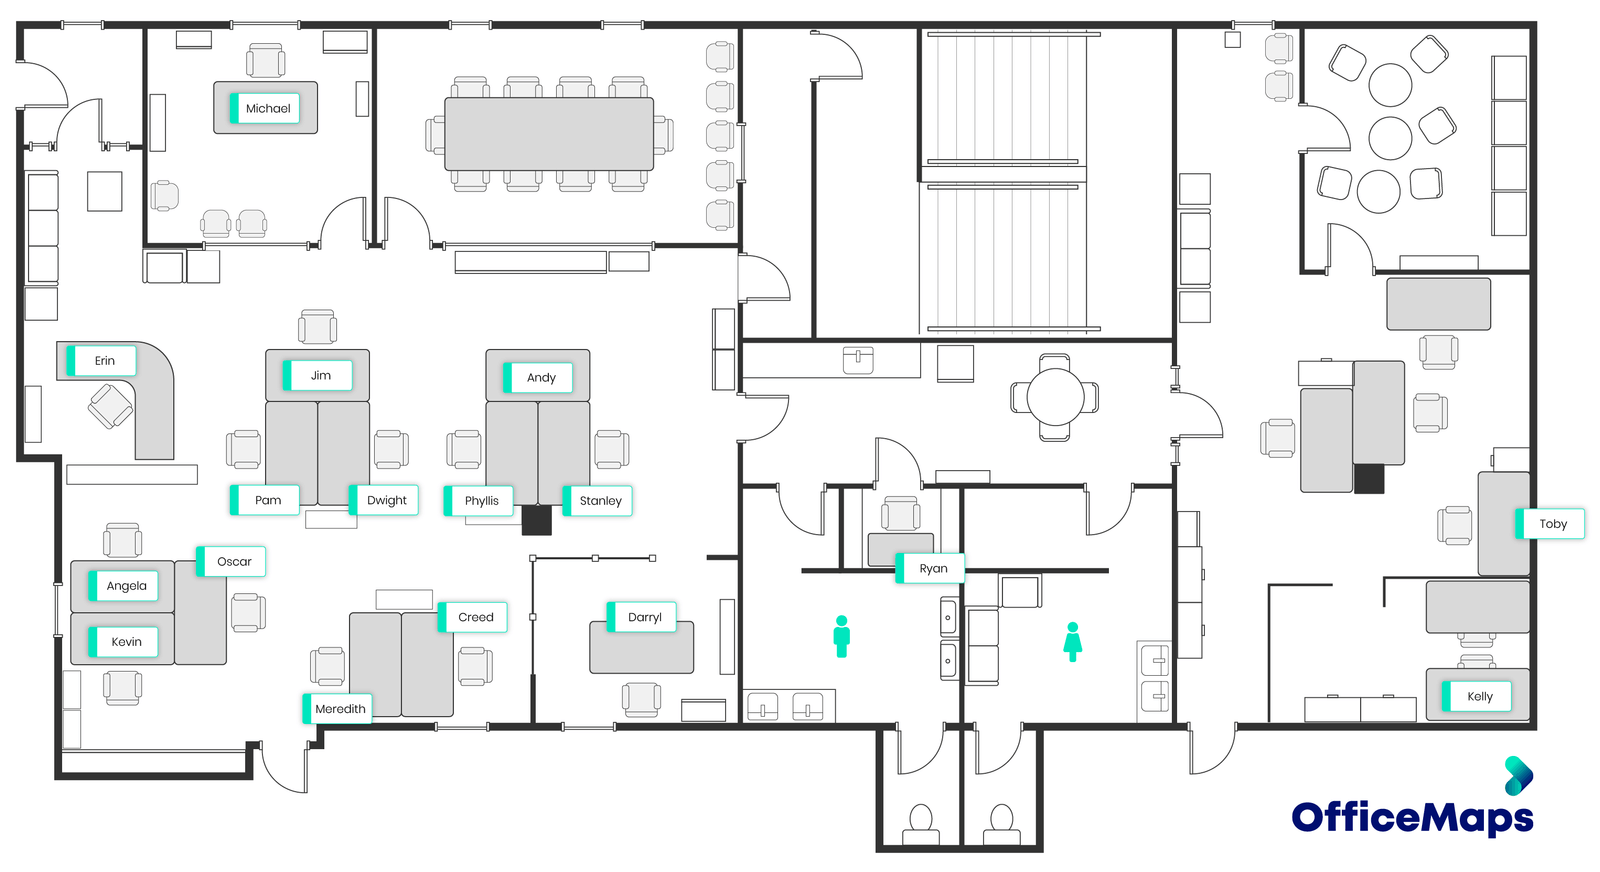 Michael
Erin
Jim
Andy
Pam
Dwight
Phyllis
Stanley
Toby
Oscar
Ryan
Angela
Creed
Darryl
Kevin
Kelly
Meredith
OfficeMaps